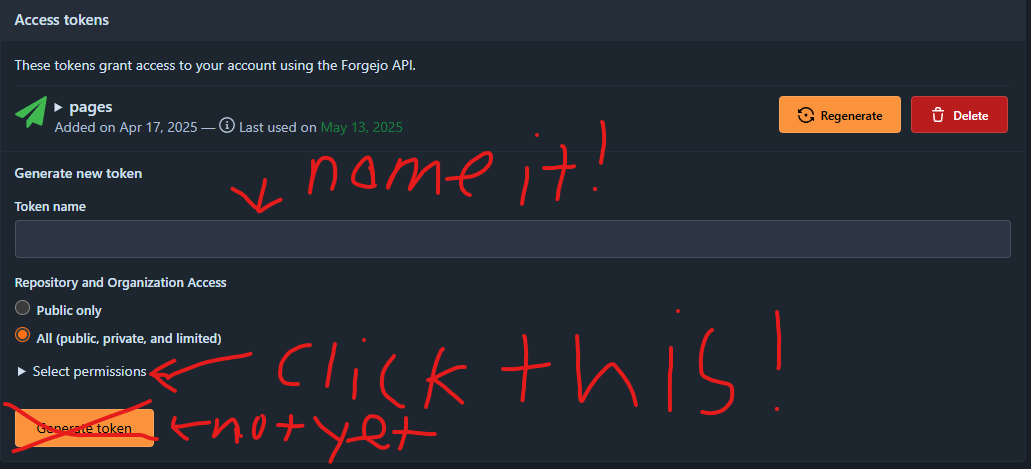 Access tokens
These tokens grant access to your account using the Forgejo API.
pages
Added on Apr 17, 2025 — Last used on May 13, 2025
Regenerate
Delete
name it!
Generate new token
Token name
Repository and Organization Access
Public only
All (public, private, and limited)
click this!
Select permissions
Generate token
not yet